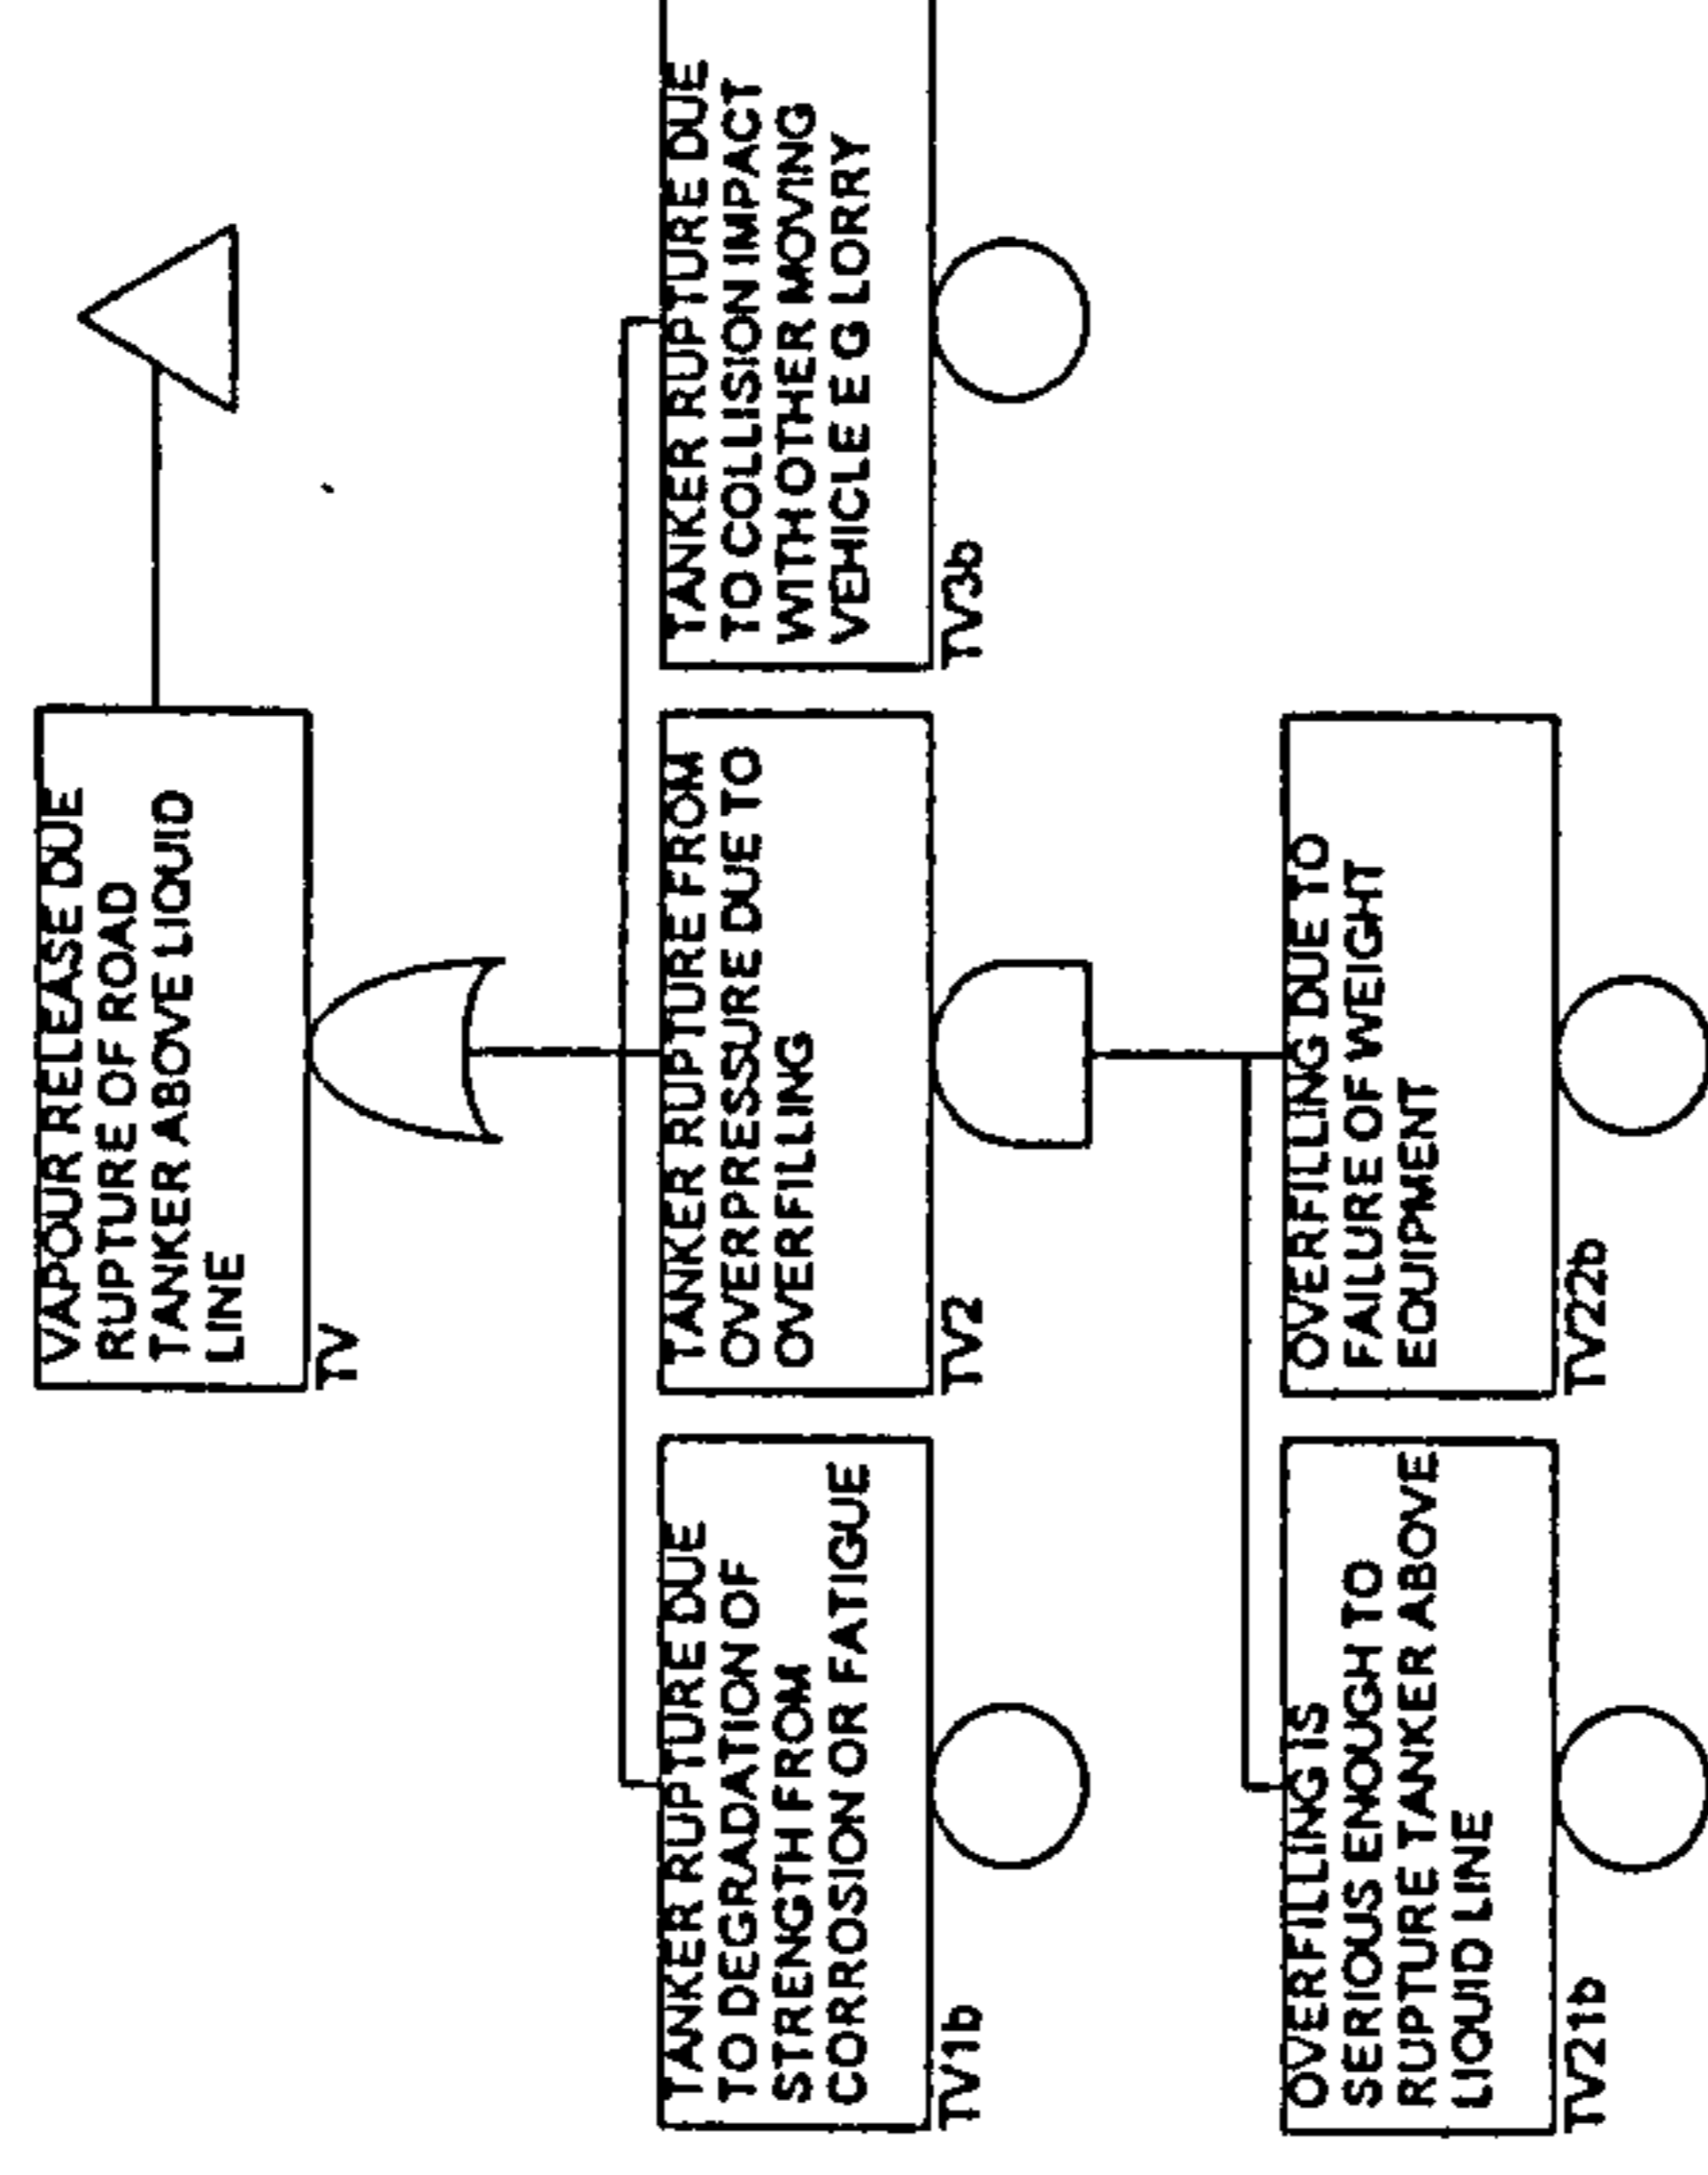 VAPOUR RELEASE DUE
RUPTURE OF ROAD
TANKER ABOVE LIQUID
LINE
TV
TANKER RUPTURE DUE
TO DEGRADATION OF
STRENGTH FROM
CORROSION OR FATIGUE
TV1b
TANKER RUPTURE FROM
OVERPRESSURE DUE TO
OVERFILLING
TV2
TANKER RUPTURE DUE
TO COLLISION IMPACT
WITH OTHER MOVING
VEHICLE E G LORRY
TV3b
OVERFILLING IS
SERIOUS ENOUGH TO
RUPTURE TANKER ABOVE
LIQUID LINE
TV21b
OVERFILLING DUE TO
FAILURE OF WEIGHT
EQUIPMENT
TV22b